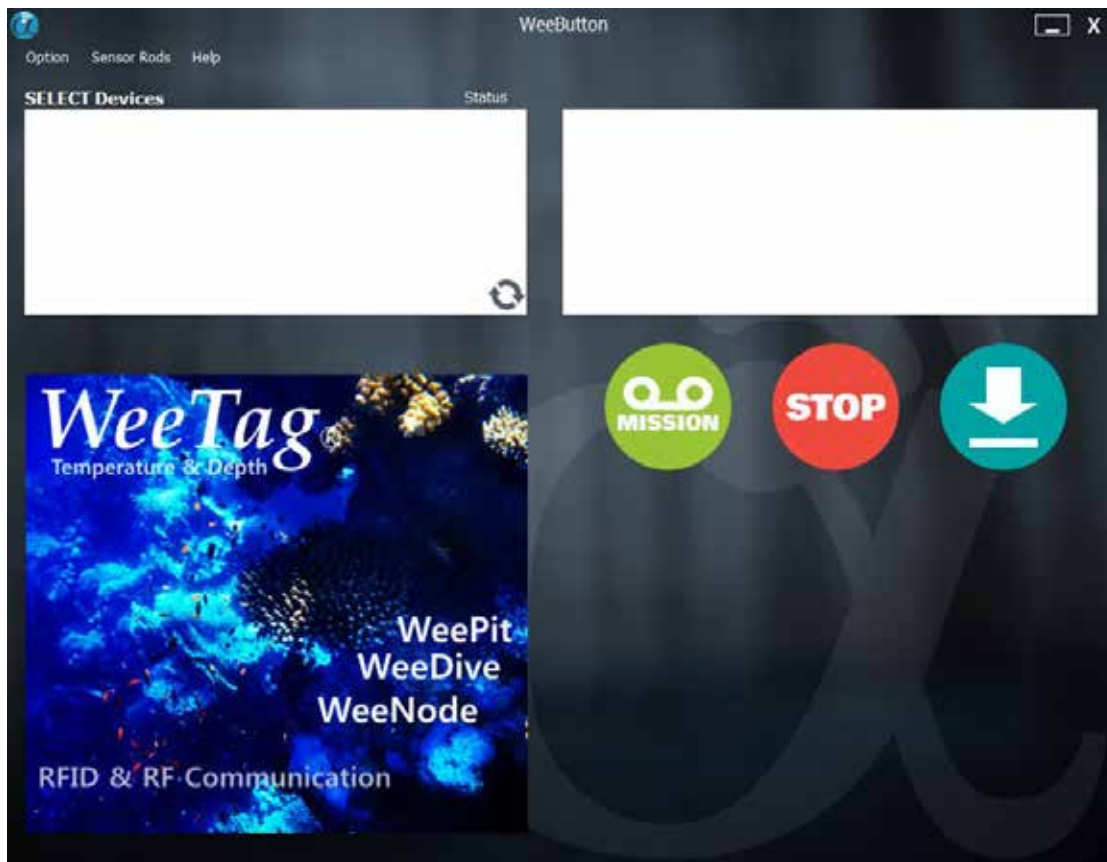 WeeButton
X
Option Sensor Rods Help
SELECT Devices Status
MISSION
STOP
WeeTag®
Temperature & Depth
WeePit
WeeDive
WeeNode
RFID & RF Communication